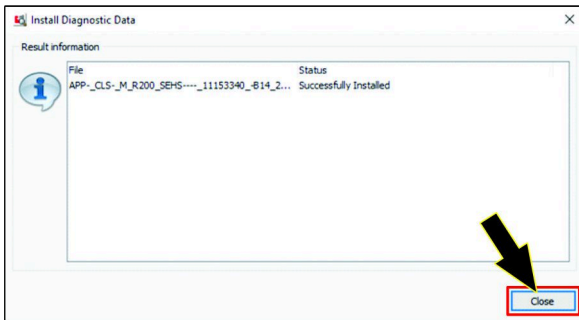 Install Diagnostic Data
Result information
File Status
APP-_CLS-_M_R200_SEHS----_11153340_-B14_2... Successfully Installed
Close